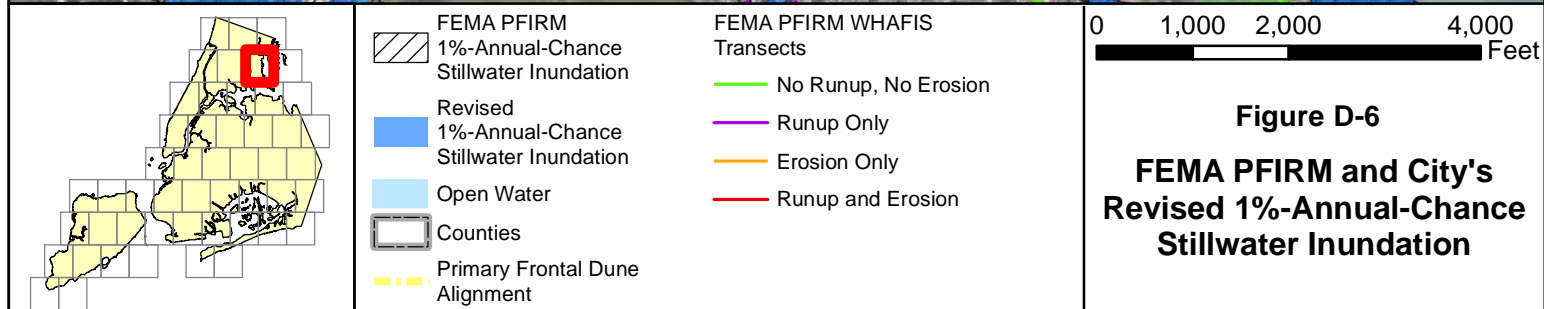 FEMA PFIRM
1%-Annual-Chance
Stillwater Inundation
Revised
1%-Annual-Chance
Stillwater Inundation
Open Water
Counties
Primary Frontal Dune
Alignment
FEMA PFIRM WHAFIS
Transects
No Runup, No Erosion
Runup Only
Erosion Only
Runup and Erosion
0 1,000 2,000 4,000
Feet
Figure D-6
FEMA PFIRM and City's
Revised 1%-Annual-Chance
Stillwater Inundation